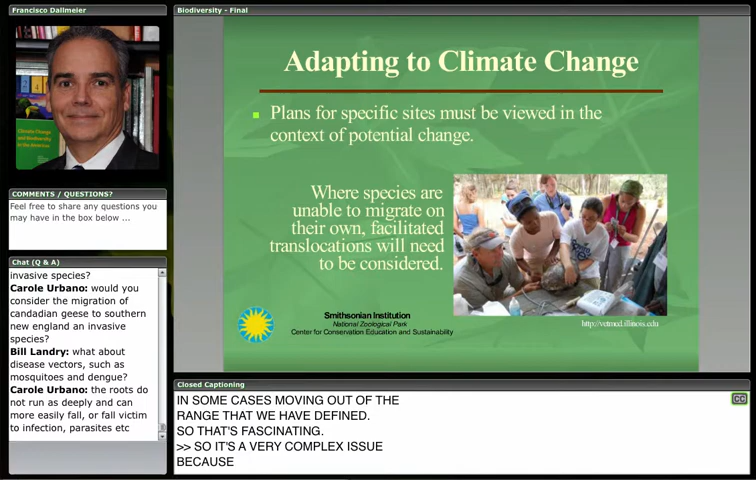 Francisco Dallmeier
Climate Change
and Biodiversity
in the Americas
COMMENTS / QUESTIONS?
Feel free to share any questions you
may have in the box below ...
Chat (Q & A)
invasive species?
Carole Urbano: would you
consider the migration of
candadian geese to southern
new england an invasive
species?
Bill Landry: what about
disease vectors, such as
mosquitoes and dengue?
Carole Urbano: the roots do
not run as deeply and can
more easily fall, or fall victim
to infection, parasites etc
Biodiversity - Final
Adapting to Climate Change
Plans for specific sites must be viewed in the
context of potential change.
Where species are
unable to migrate on
their own, facilitated
translocations will need
to be considered.
http://vetmed.illinois.edu
Smithsonian Institution
National Zoological Park
Center for Conservation Education and Sustainability
Closed Captioning
CC
IN SOME CASES MOVING OUT OF THE
RANGE THAT WE HAVE DEFINED.
SO THAT'S FASCINATING.
>> SO IT'S A VERY COMPLEX ISSUE
BECAUSE